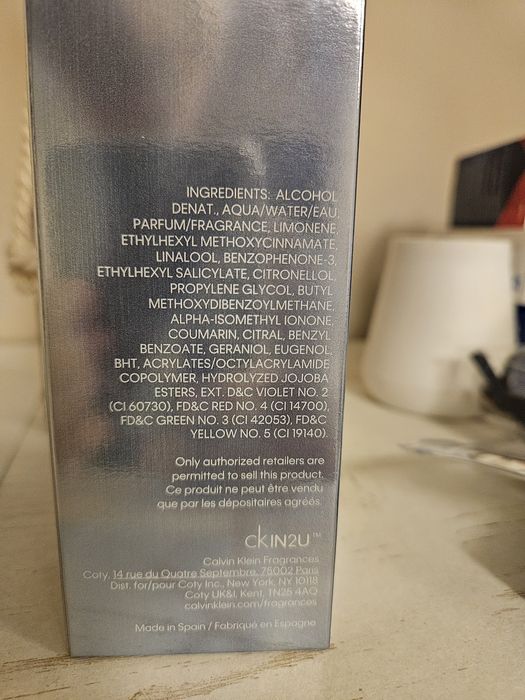 INGREDIENTS: ALCOHOL
DENAT., AQUA/WATER/EAU,
PARFUM/FRAGRANCE, LIMONENE,
ETHYLHEXYL METHOXYCINNAMATE,
LINALOOL, BENZOPHENONE-3,
ETHYLHEXYL SALICYLATE, CITRONELLOL,
PROPYLENE GLYCOL, BUTYL
METHOXYDIBENZOYLMETHANE,
ALPHA-ISOMETHYL IONONE,
COUMARIN, CITRAL, BENZYL
BENZOATE, GERANIOL, EUGENOL,
BHT, ACRYLATES/OCTYLACRYLAMIDE
COPOLYMER, HYDROLYZED JOJOBA
ESTERS, EXT. D&C VIOLET NO. 2
(CI 60730), FD&C RED NO. 4 (CI 14700),
FD&C GREEN NO. 3 (CI 42053), FD&C
YELLOW NO. 5 (CI 19140).
Only authorized retailers are
permitted to sell this product.
Ce produit ne peut être vendu
que par les dépositaires agréés.
ckIN2U™
Calvin Klein Fragrances
Coty, 14 rue du Quatre Septembre, 75002 Paris
Dist. for/pour Coty Inc., New York, NY 10118
Coty UK&I, Kent, TN25 4AQ
calvinklein.com/fragrances
Made in Spain / Fabriqué en Espagne